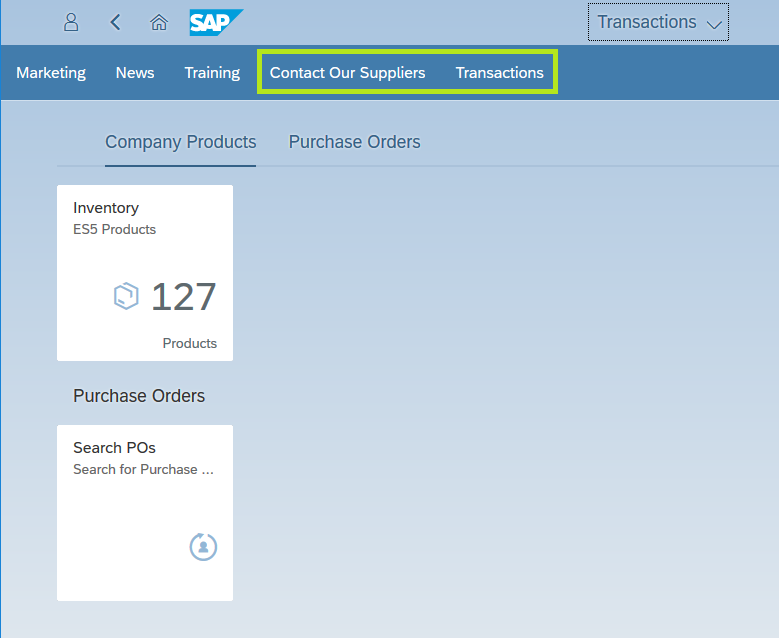 SAP
Transactions
Marketing News Training Contact Our Suppliers Transactions
Company Products Purchase Orders
Inventory
ES5 Products
127
Products
Purchase Orders
Search POs
Search for Purchase ...